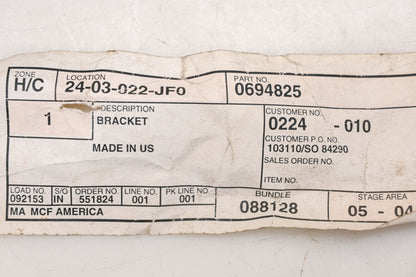 ZONE LOCATION PART NO.
H/C 24-03-022-JF0 0694825
DESCRIPTION CUSTOMER NO.
1 BRACKET 0224 -010
CUSTOMER P.O. NO.
MADE IN US 103110/SO 84290
SALES ORDER NO.
ITEM NO.
LOAD NO. S/O ORDER NO. LINE NO. PK LINE NO. BUNDLE STAGE AREA
092153 IN 551824 001 001 088128 05 - 04
MA MCF AMERICA